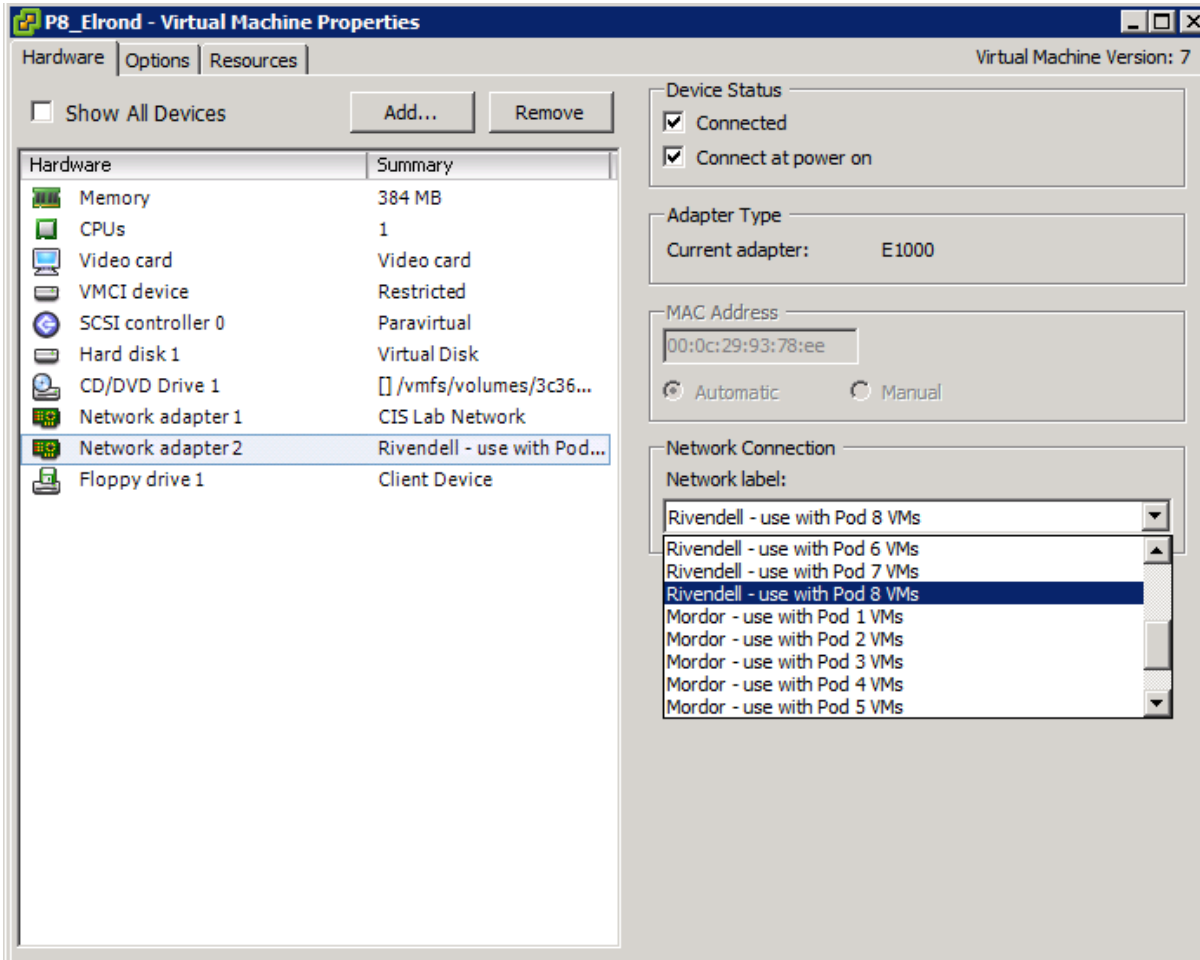 P8_Elrond - Virtual Machine Properties
Hardware Options Resources Virtual Machine Version: 7
Show All Devices Add... Remove
Hardware Summary
Memory 384 MB
CPUs 1
Video card Video card
VMCI device Restricted
SCSI controller 0 Paravirtual
Hard disk 1 Virtual Disk
CD/DVD Drive 1 [] /vmfs/volumes/3c36...
Network adapter 1 CIS Lab Network
Network adapter 2 Rivendell - use with Pod...
Floppy drive 1 Client Device
Device Status
Connected
Connect at power on
Adapter Type
Current adapter: E1000
MAC Address
00:0c:29:93:78:ee
Automatic Manual
Network Connection
Network label:
Rivendell - use with Pod 8 VMs
Rivendell - use with Pod 6 VMs
Rivendell - use with Pod 7 VMs
Rivendell - use with Pod 8 VMs
Mordor - use with Pod 1 VMs
Mordor - use with Pod 2 VMs
Mordor - use with Pod 3 VMs
Mordor - use with Pod 4 VMs
Mordor - use with Pod 5 VMs